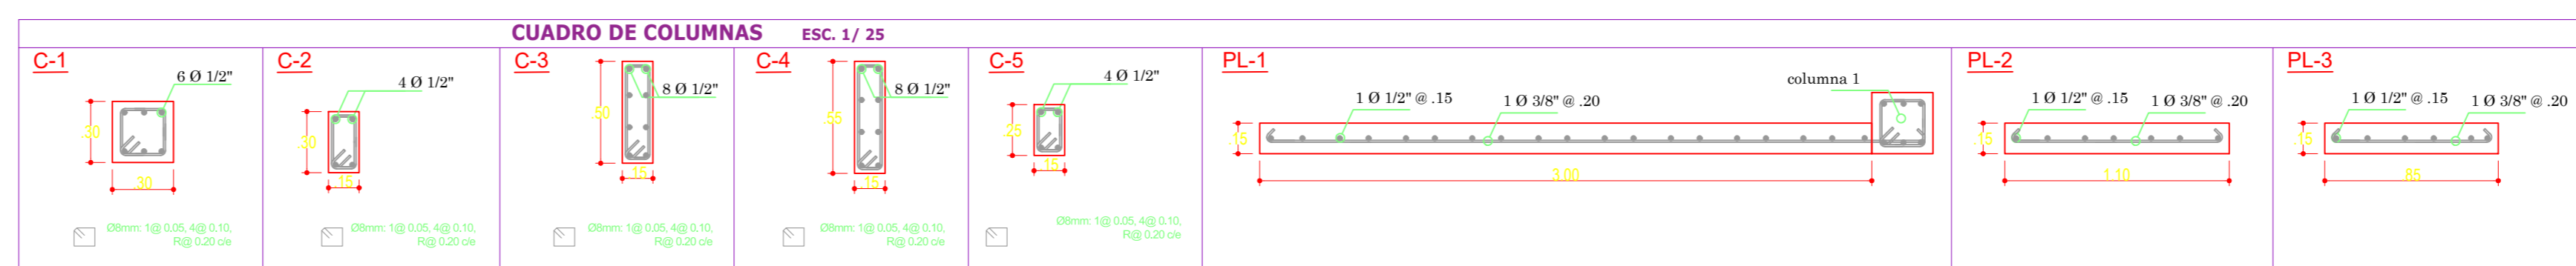 CUADRO DE COLUMNAS ESC. 1/ 25
C-1
6 Ø 1/2"
.30
.30
Ø8mm: 1@ 0.05, 4@ 0.10,
R@ 0.20 c/e
C-2
4 Ø 1/2"
.30
.15
Ø8mm: 1@ 0.05, 4@ 0.10,
R@ 0.20 c/e
C-3
8 Ø 1/2"
.50
.15
Ø8mm: 1@ 0.05, 4@ 0.10,
R@ 0.20 c/e
C-4
8 Ø 1/2"
.55
.15
Ø8mm: 1@ 0.05, 4@ 0.10,
R@ 0.20 c/e
C-5
4 Ø 1/2"
.25
.15
Ø8mm: 1@ 0.05, 4@ 0.10,
R@ 0.20 c/e
PL-1
columna 1
1 Ø 1/2" @ .15
1 Ø 3/8" @ .20
.15
3.00
PL-2
1 Ø 1/2" @ .15
1 Ø 3/8" @ .20
.15
1.10
PL-3
1 Ø 1/2" @ .15
1 Ø 3/8" @ .20
.15
.85